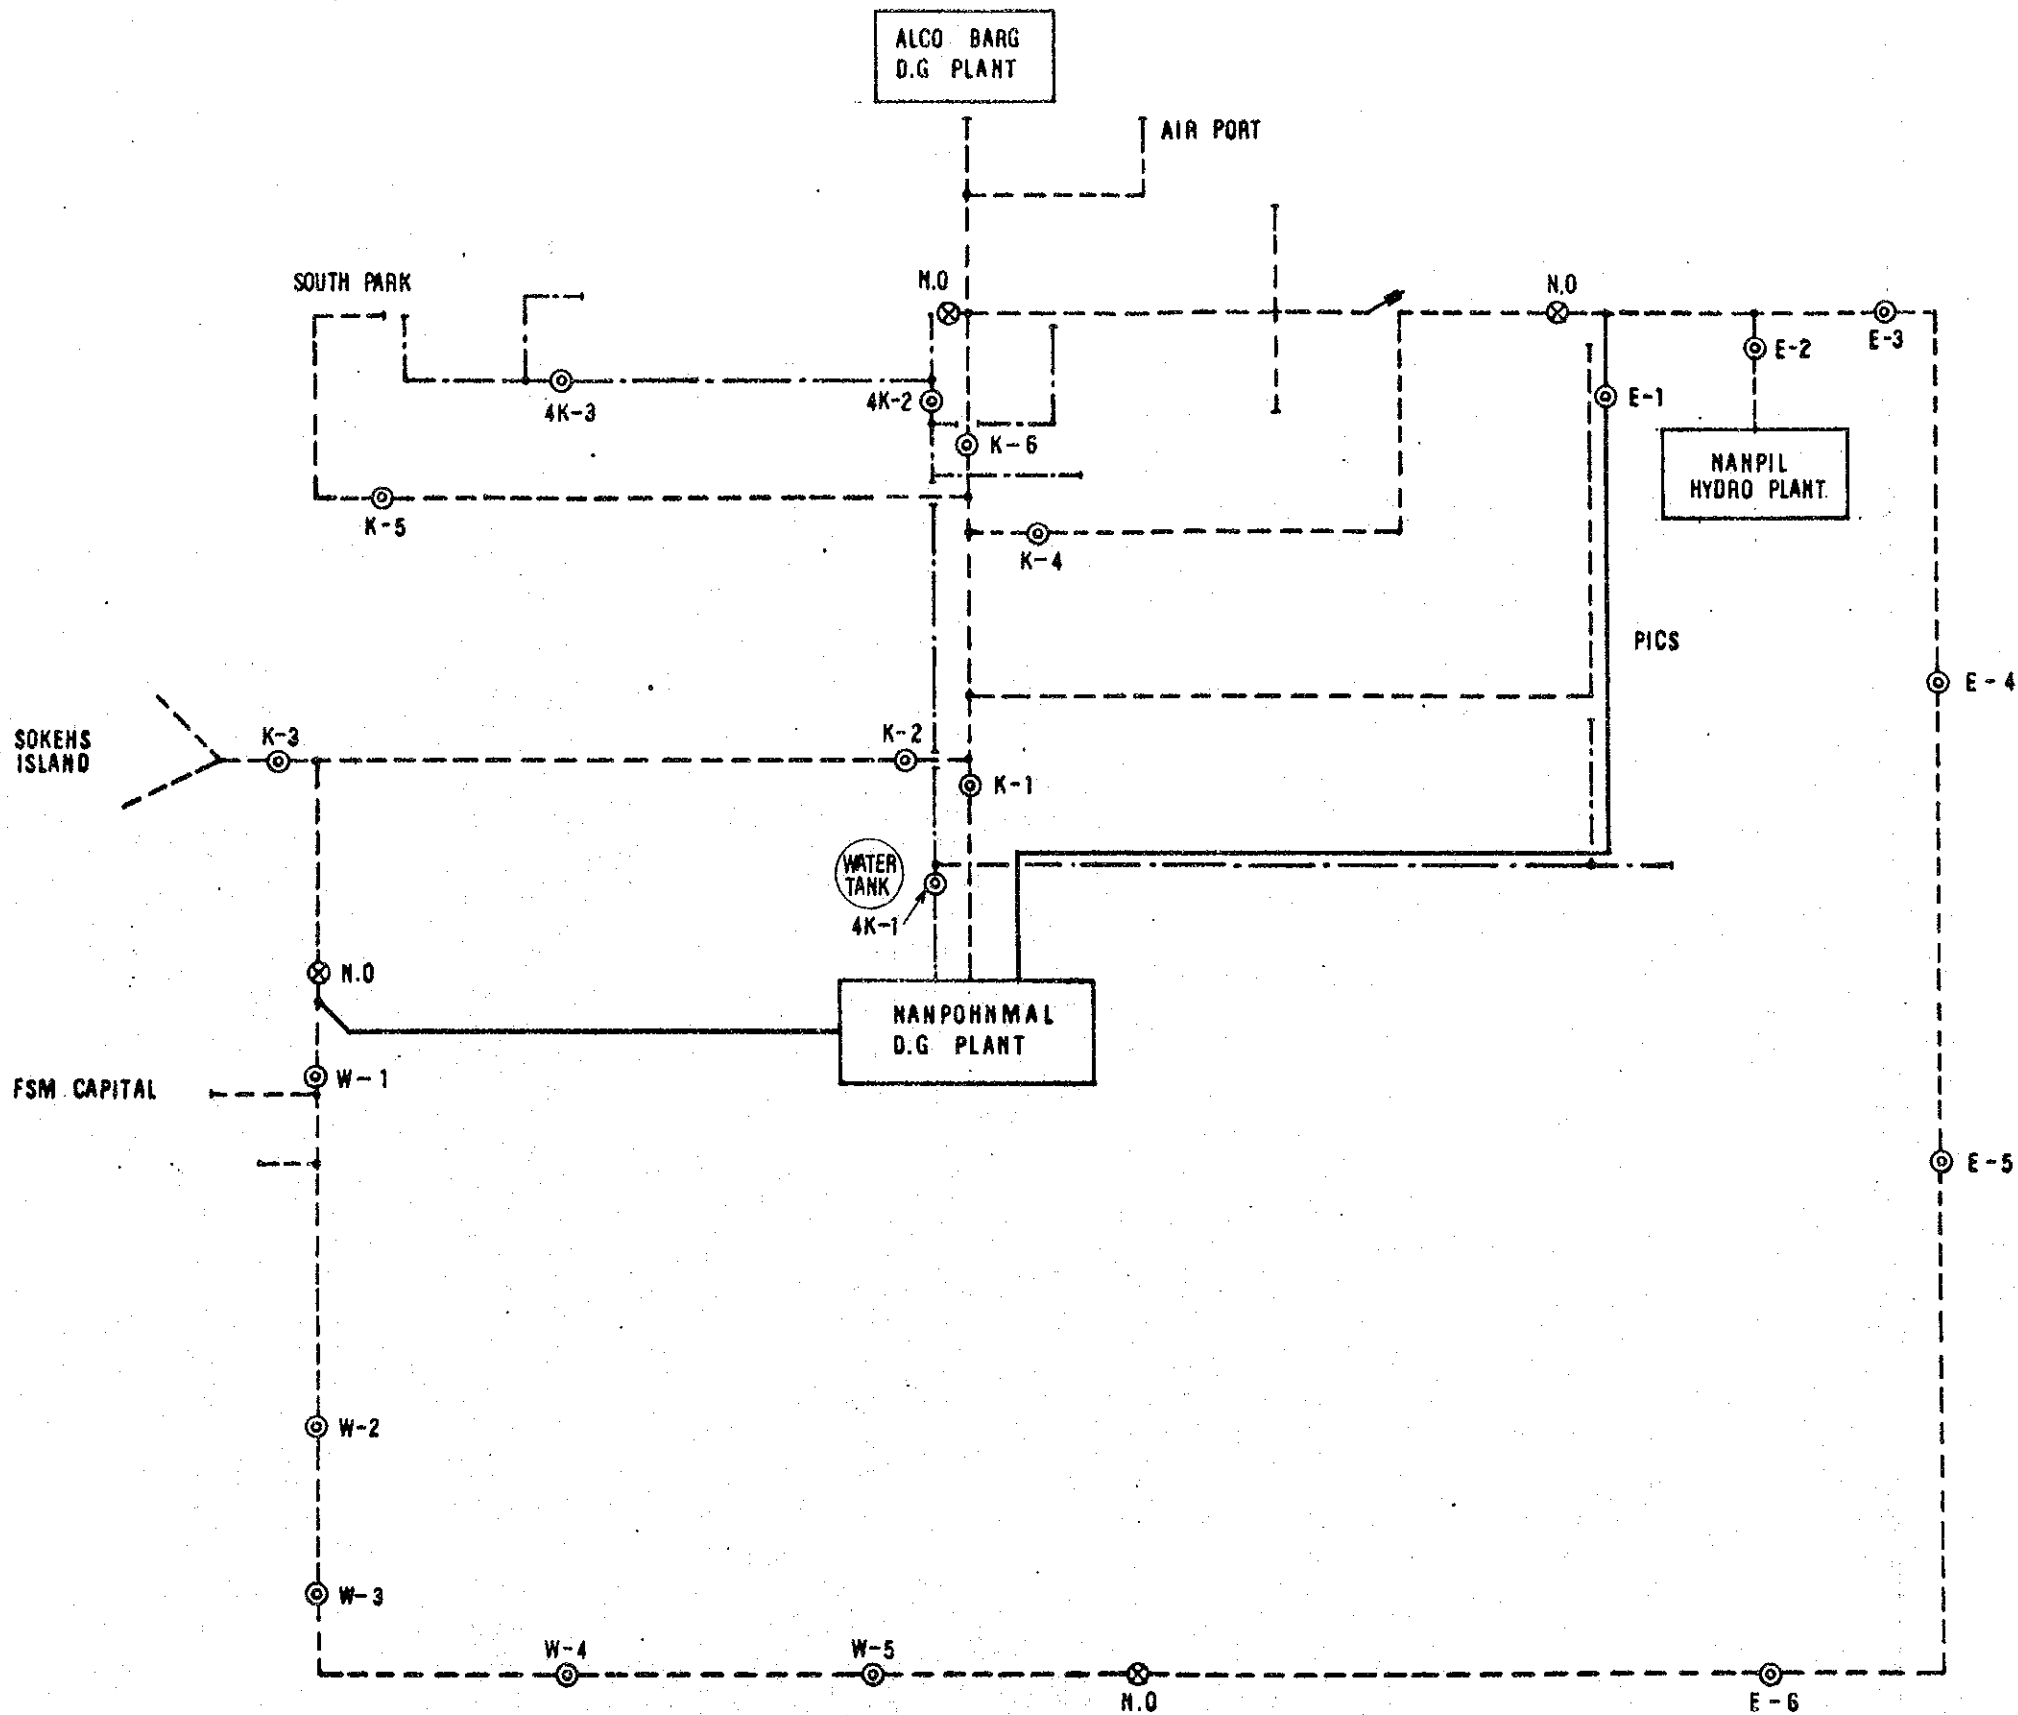 ALCO BARG
D.G PLANT
AIR PORT
SOUTH PARK
N.O
N.O
E-3
E-2
4K-3
4K-2
E-1
K-6
NANPIL
HYDRO PLANT
K-5
K-4
PICS
E-4
SOKEHS
ISLAND
K-3
K-2
K-1
WATER
TANK
4K-1
N.O
NANPOHNMAL
D.G PLANT
W-1
FSM CAPITAL
E-5
W-2
W-3
W-4
W-5
N.O
E-6